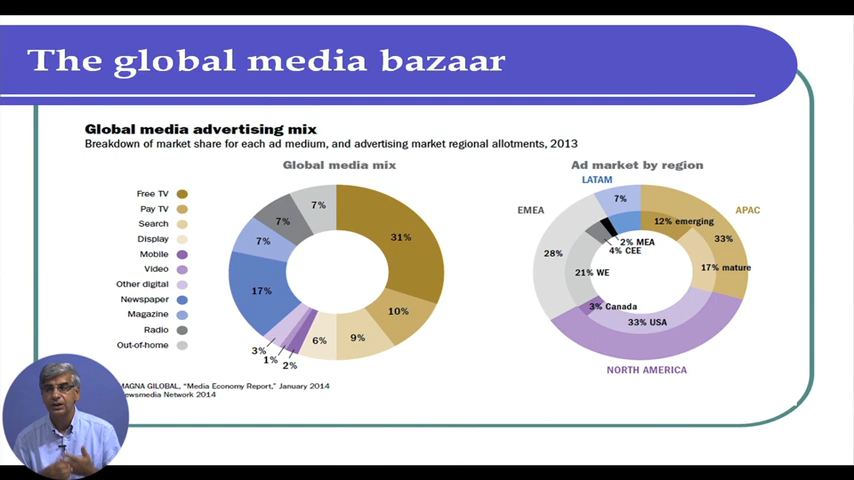 The global media bazaar
Global media advertising mix
Breakdown of market share for each ad medium, and advertising market regional allotments, 2013
Global media mix
Free TV
Pay TV
Search
Display
Mobile
Video
Other digital
Newspaper
Magazine
Radio
Out-of-home
7%
7%
7%
17%
3%
1%
2%
6%
9%
10%
31%
Ad market by region
LATAM
7%
EMEA
APAC
12% emerging
33%
2% MEA
4% CEE
28%
21% WE
17% mature
3% Canada
33% USA
NORTH AMERICA
MAGNA GILOBAL, "Media Economy Report," January 2014
Newsmedia Network 2014